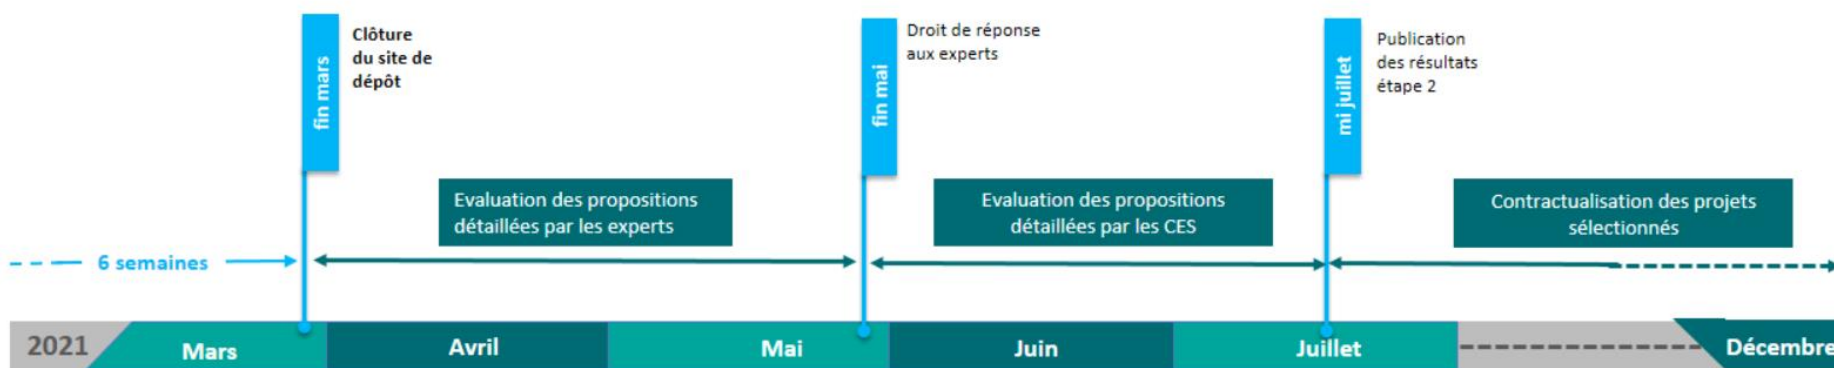 fin mars
Clôture
du site de
dépôt
fin mai
Droit de réponse
aux experts
mi juillet
Publication
des résultats
étape 2
Evaluation des propositions
détaillées par les experts
Evaluation des propositions
détaillées par les CES
Contractualisation des projets
sélectionnés
6 semaines
2021
Mars
Avril
Mai
Juin
Juillet
Décembre